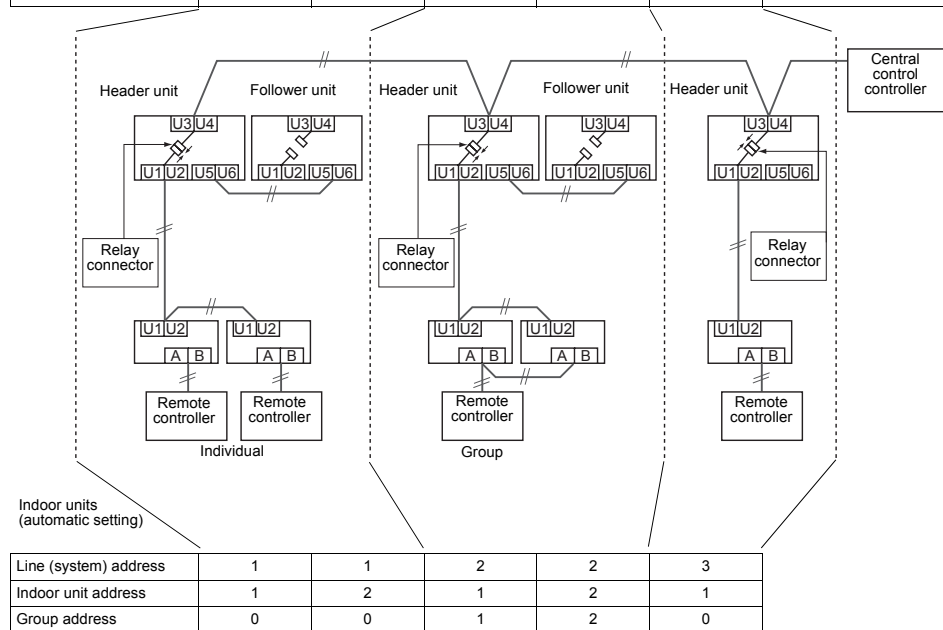 Central
control
controller
Header unit
Follower unit
Header unit
Follower unit
Header unit
U3 U4
U3 U4
U3 U4
U3 U4
U3 U4
U1 U2 U5 U6
U1 U2 U5 U6
U1 U2 U5 U6
U1 U2 U5 U6
U1 U2 U5 U6
Relay
connector
Relay
connector
Relay
connector
U1 U2
U1 U2
U1 U2
U1 U2
U1 U2
A B
A B
A B
A B
A B
Remote
controller
Remote
controller
Remote
controller
Remote
controller
Individual
Group
Indoor units
(automatic setting)
Line (system) address 1 1 2 2 3
Indoor unit address 1 2 1 2 1
Group address 0 0 1 2 0